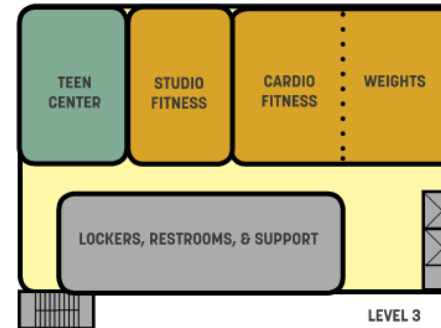 TEEN
CENTER
STUDIO
FITNESS
CARDIO
FITNESS
WEIGHTS
LOCKERS, RESTROOMS, & SUPPORT
LEVEL 3